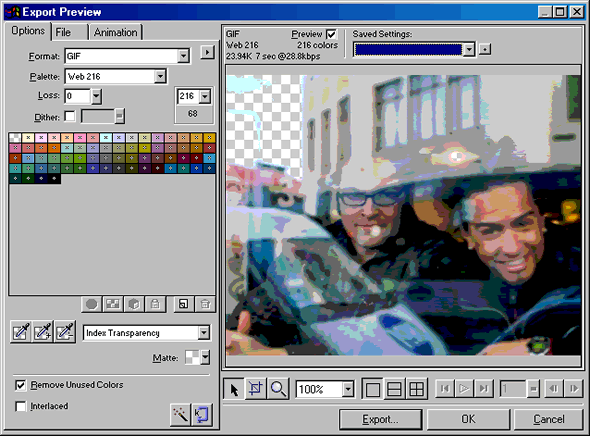 Export Preview
Options File Animation
Format: GIF
Palette: Web 216
Loss: 0 216
Dither: 68
Index Transparency
Matte:
Remove Unused Colors
Interlaced
GIF Preview Saved Settings:
Web 216 216 colors
23.94K 7 sec @28.8kbps
100% 1
Export... OK Cancel